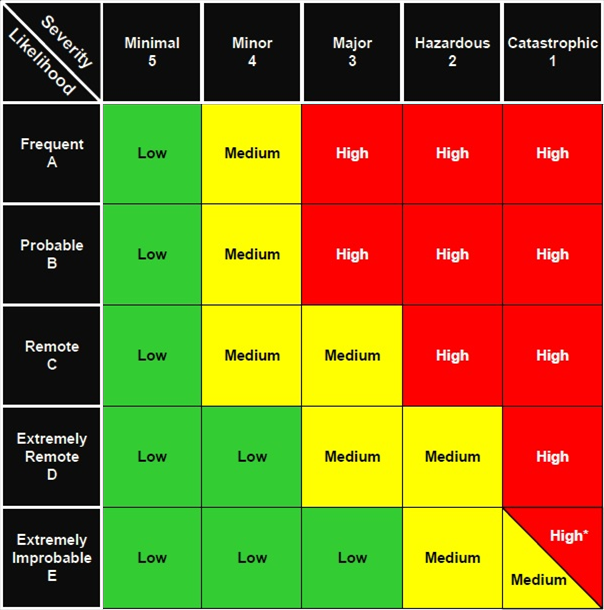 Severity
Likelihood
Minimal
5
Minor
4
Major
3
Hazardous
2
Catastrophic
1
Frequent
A
Low
Medium
High
High
High
Probable
B
Low
Medium
High
High
High
Remote
C
Low
Medium
Medium
High
High
Extremely
Remote
D
Low
Low
Medium
Medium
High
Extremely
Improbable
E
Low
Low
Low
Medium
High*
Medium